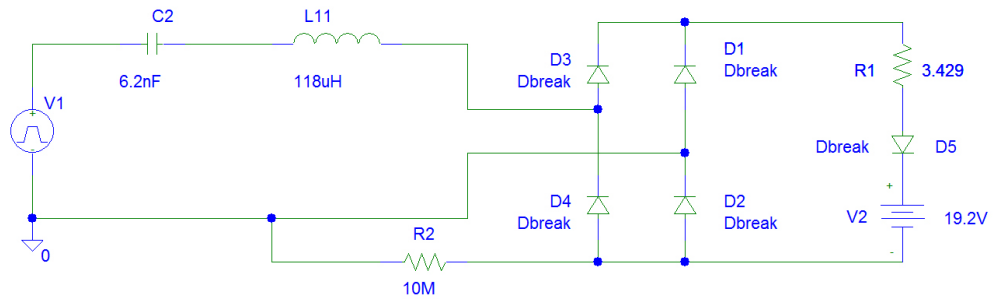 C2
L11
6.2nF
118uH
V1
+
-
0
D3
Dbreak
D1
Dbreak
R1
3.429
Dbreak
D5
D4
Dbreak
D2
Dbreak
+
V2
19.2V
-
R2
10M